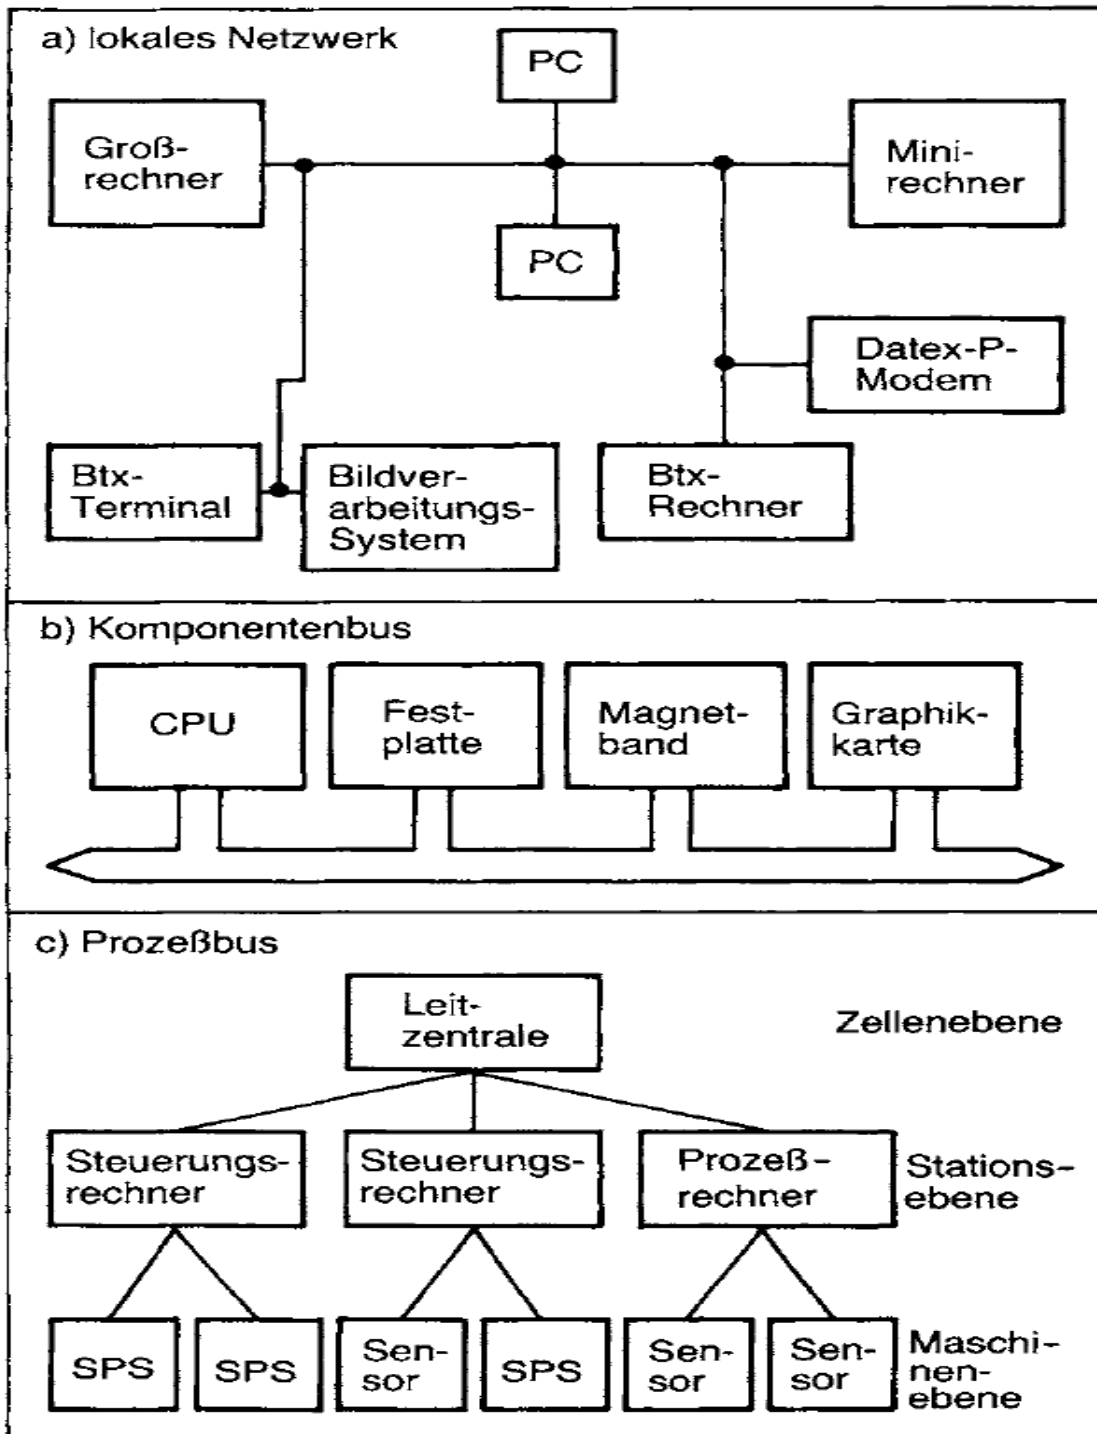 a) lokales Netzwerk
PC
Groß-
rechner
Mini-
rechner
PC
Datex-P-
Modem
Btx-
Terminal
Bildver-
arbeitungs-
System
Btx-
Rechner
b) Komponentenbus
CPU
Fest-
platte
Magnet-
band
Graphik-
karte
c) Prozeßbus
Leit-
zentrale
Zellenebene
Steuerungs-
rechner
Steuerungs-
rechner
Prozeß-
rechner
Stations-
ebene
SPS
SPS
Sen-
sor
SPS
Sen-
sor
Sen-
sor
Maschi-
nen-
ebene